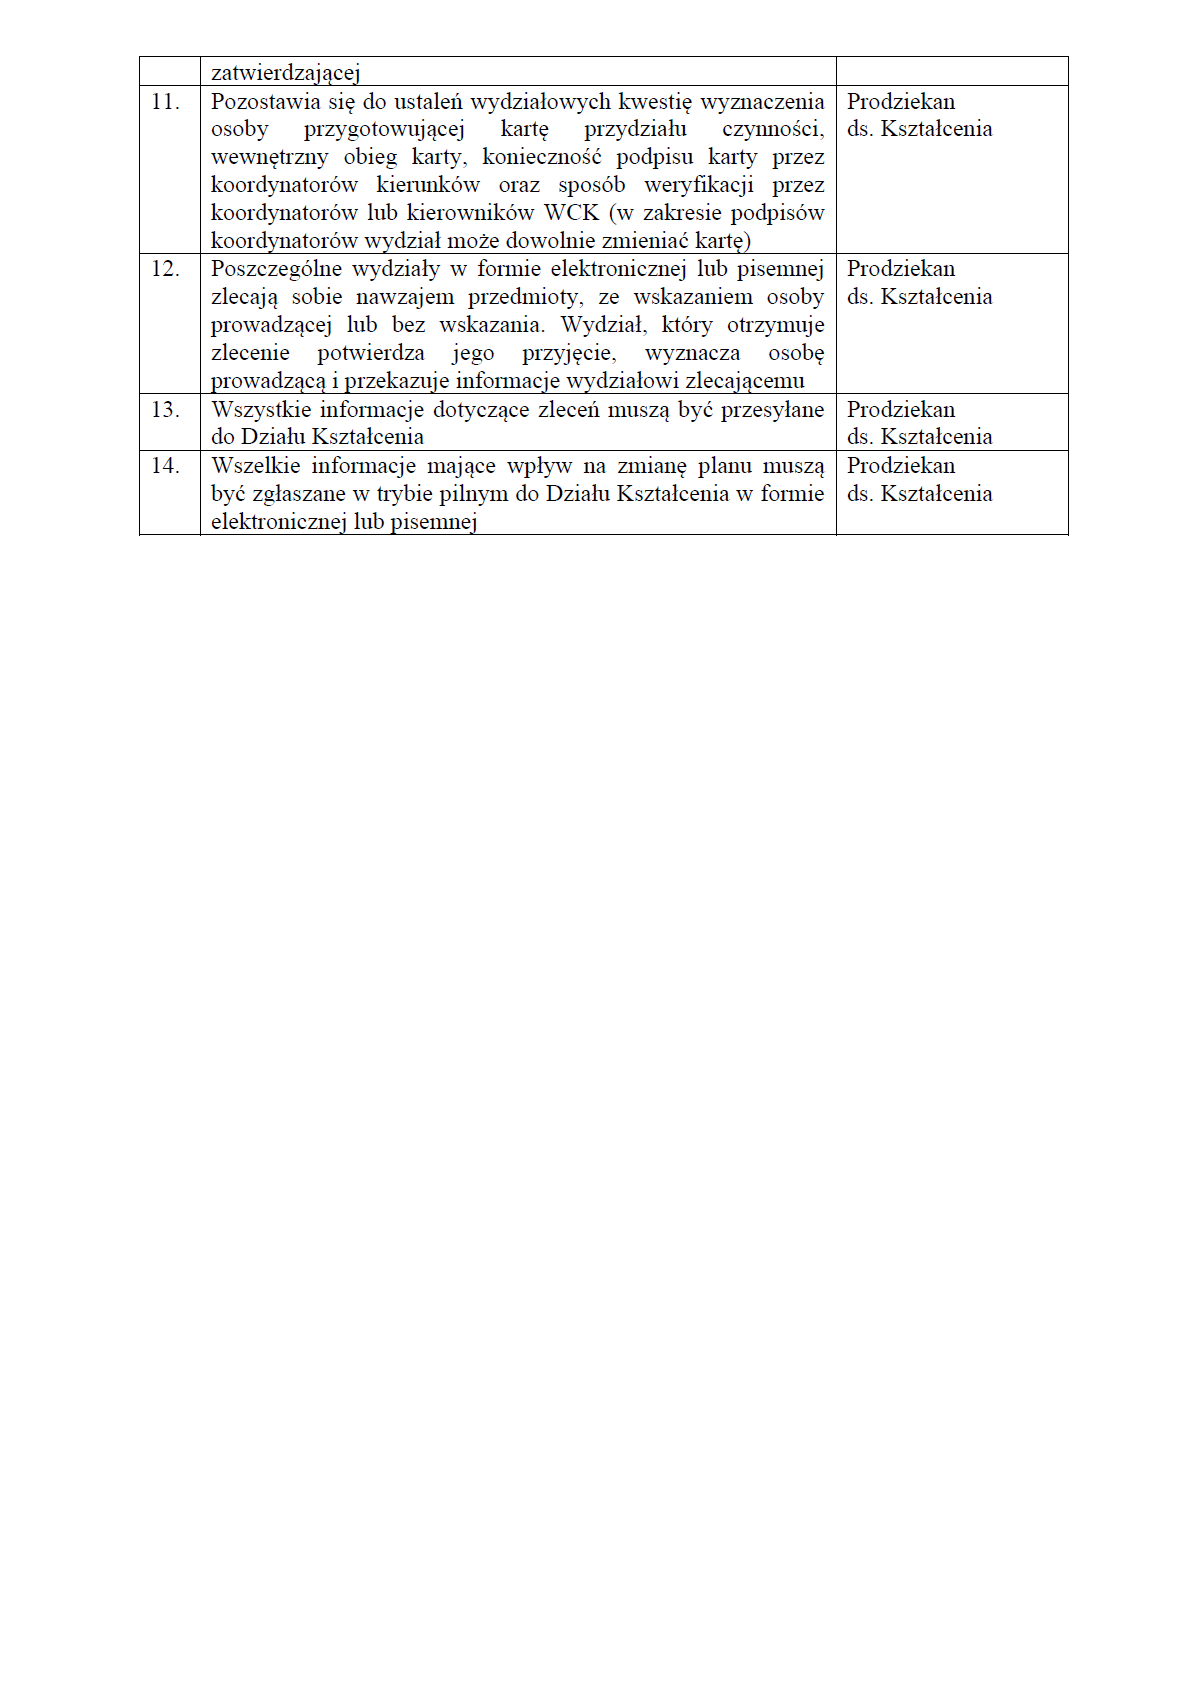 zatwierdzającej
11. Pozostawia się do ustaleń wydziałowych kwestię wyznaczenia Prodziekan
osoby przygotowującej kartę przydziału czynności, ds. Kształcenia
wewnętrzny obieg karty, konieczność podpisu karty przez
koordynatorów kierunków oraz sposób weryfikacji przez
koordynatorów lub kierowników WCK (w zakresie podpisów
koordynatorów wydział może dowolnie zmieniać kartę)
12. Poszczególne wydziały w formie elektronicznej lub pisemnej Prodziekan
zlecają sobie nawzajem przedmioty, ze wskazaniem osoby ds. Kształcenia
prowadzącej lub bez wskazania. Wydział, który otrzymuje
zlecenie potwierdza jego przyjęcie, wyznacza osobę
prowadzącą i przekazuje informacje wydziałowi zlecającemu
13. Wszystkie informacje dotyczące zleceń muszą być przesyłane Prodziekan
do Działu Kształcenia ds. Kształcenia
14. Wszelkie informacje mające wpływ na zmianę planu muszą Prodziekan
być zgłaszane w trybie pilnym do Działu Kształcenia w formie ds. Kształcenia
elektronicznej lub pisemnej